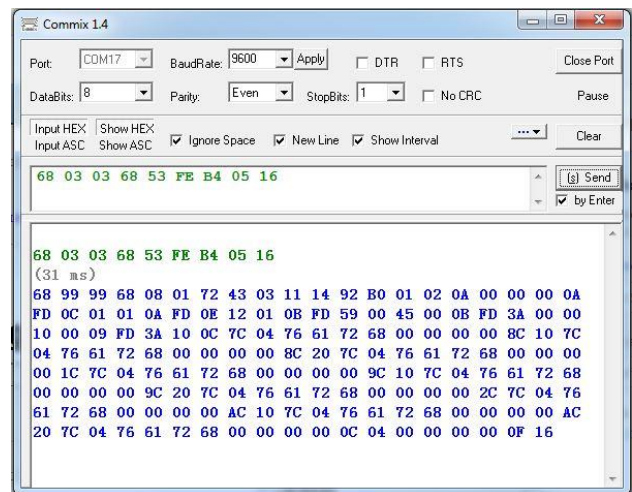 Commix 1.4
Port: COM17 BaudRate: 9600 Apply DTR RTS Close Port
DataBits: 8 Parity: Even StopBits: 1 No CRC Pause
Input HEX Show HEX
Input ASC Show ASC Ignore Space New Line Show Interval ... Clear
68 03 03 68 53 FE B4 05 16 (s) Send
by Enter
68 03 03 68 53 FE B4 05 16
(31 ms)
68 99 99 68 08 01 72 43 03 11 14 92 B0 01 02 0A 00 00 00 0A
FD 0C 01 01 0A FD 0E 12 01 0B FD 59 00 45 00 0B FD 3A 00 00
10 00 09 FD 3A 10 0C 7C 04 76 61 72 68 00 00 00 00 8C 10 7C
04 76 61 72 68 00 00 00 00 8C 20 7C 04 76 61 72 68 00 00 00
00 1C 7C 04 76 61 72 68 00 00 00 00 9C 10 7C 04 76 61 72 68
00 00 00 00 9C 20 7C 04 76 61 72 68 00 00 00 00 2C 7C 04 76
61 72 68 00 00 00 00 AC 10 7C 04 76 61 72 68 00 00 00 00 AC
20 7C 04 76 61 72 68 00 00 00 00 0C 04 00 00 00 00 0F 16